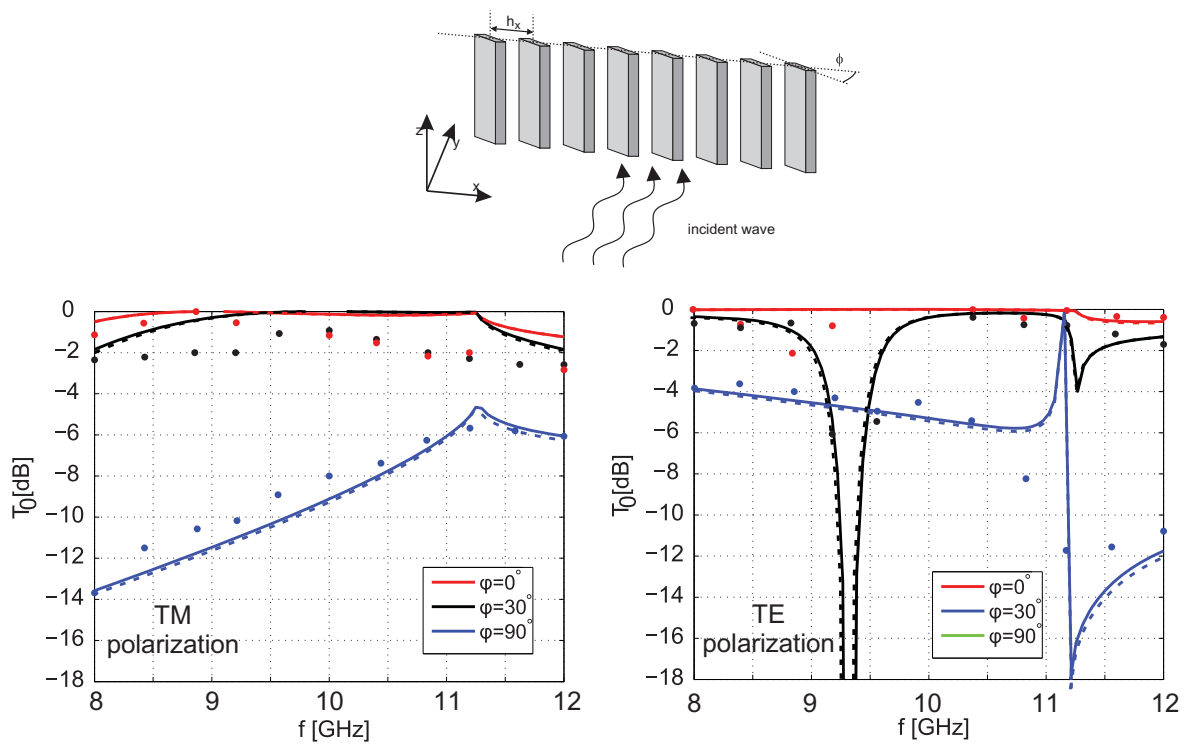 hx
ϕ
z
y
x
incident wave
0
−2
−4
−6
−8
−10
−12
−14
−16
−18
T0[dB]
8
9
10
11
12
f [GHz]
TM
polarization
φ=0°
φ=30°
φ=90°
0
−2
−4
−6
−8
−10
−12
−14
−16
−18
T0[dB]
8
9
10
11
12
f [GHz]
TE
polarization
φ=0°
φ=30°
φ=90°